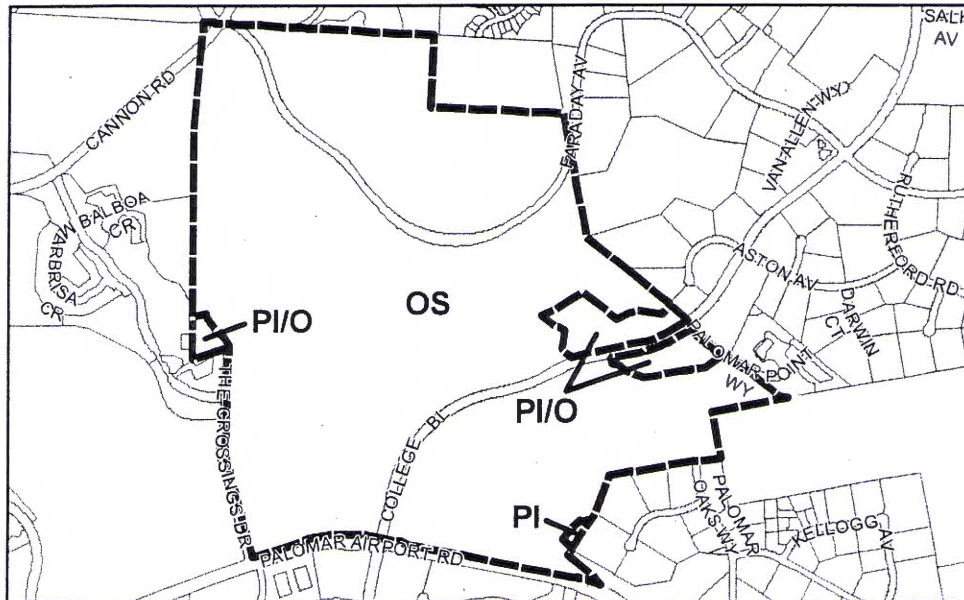 SALK
AV
CANNON RD
FARADAY AV
VAN ALLEN WY
W BALBOA
CR
MARBRISA
CR
RUTHERFORD RD
ASTON AV
OS
PI/O
DARWIN
CT
PALOMAR POINT
WY
PI/O
THE CROSSINGS DR
COLLEGE BL
PI
PALOMAR
OAKS WY
KELLOGG
AV
PALOMAR AIRPORT RD